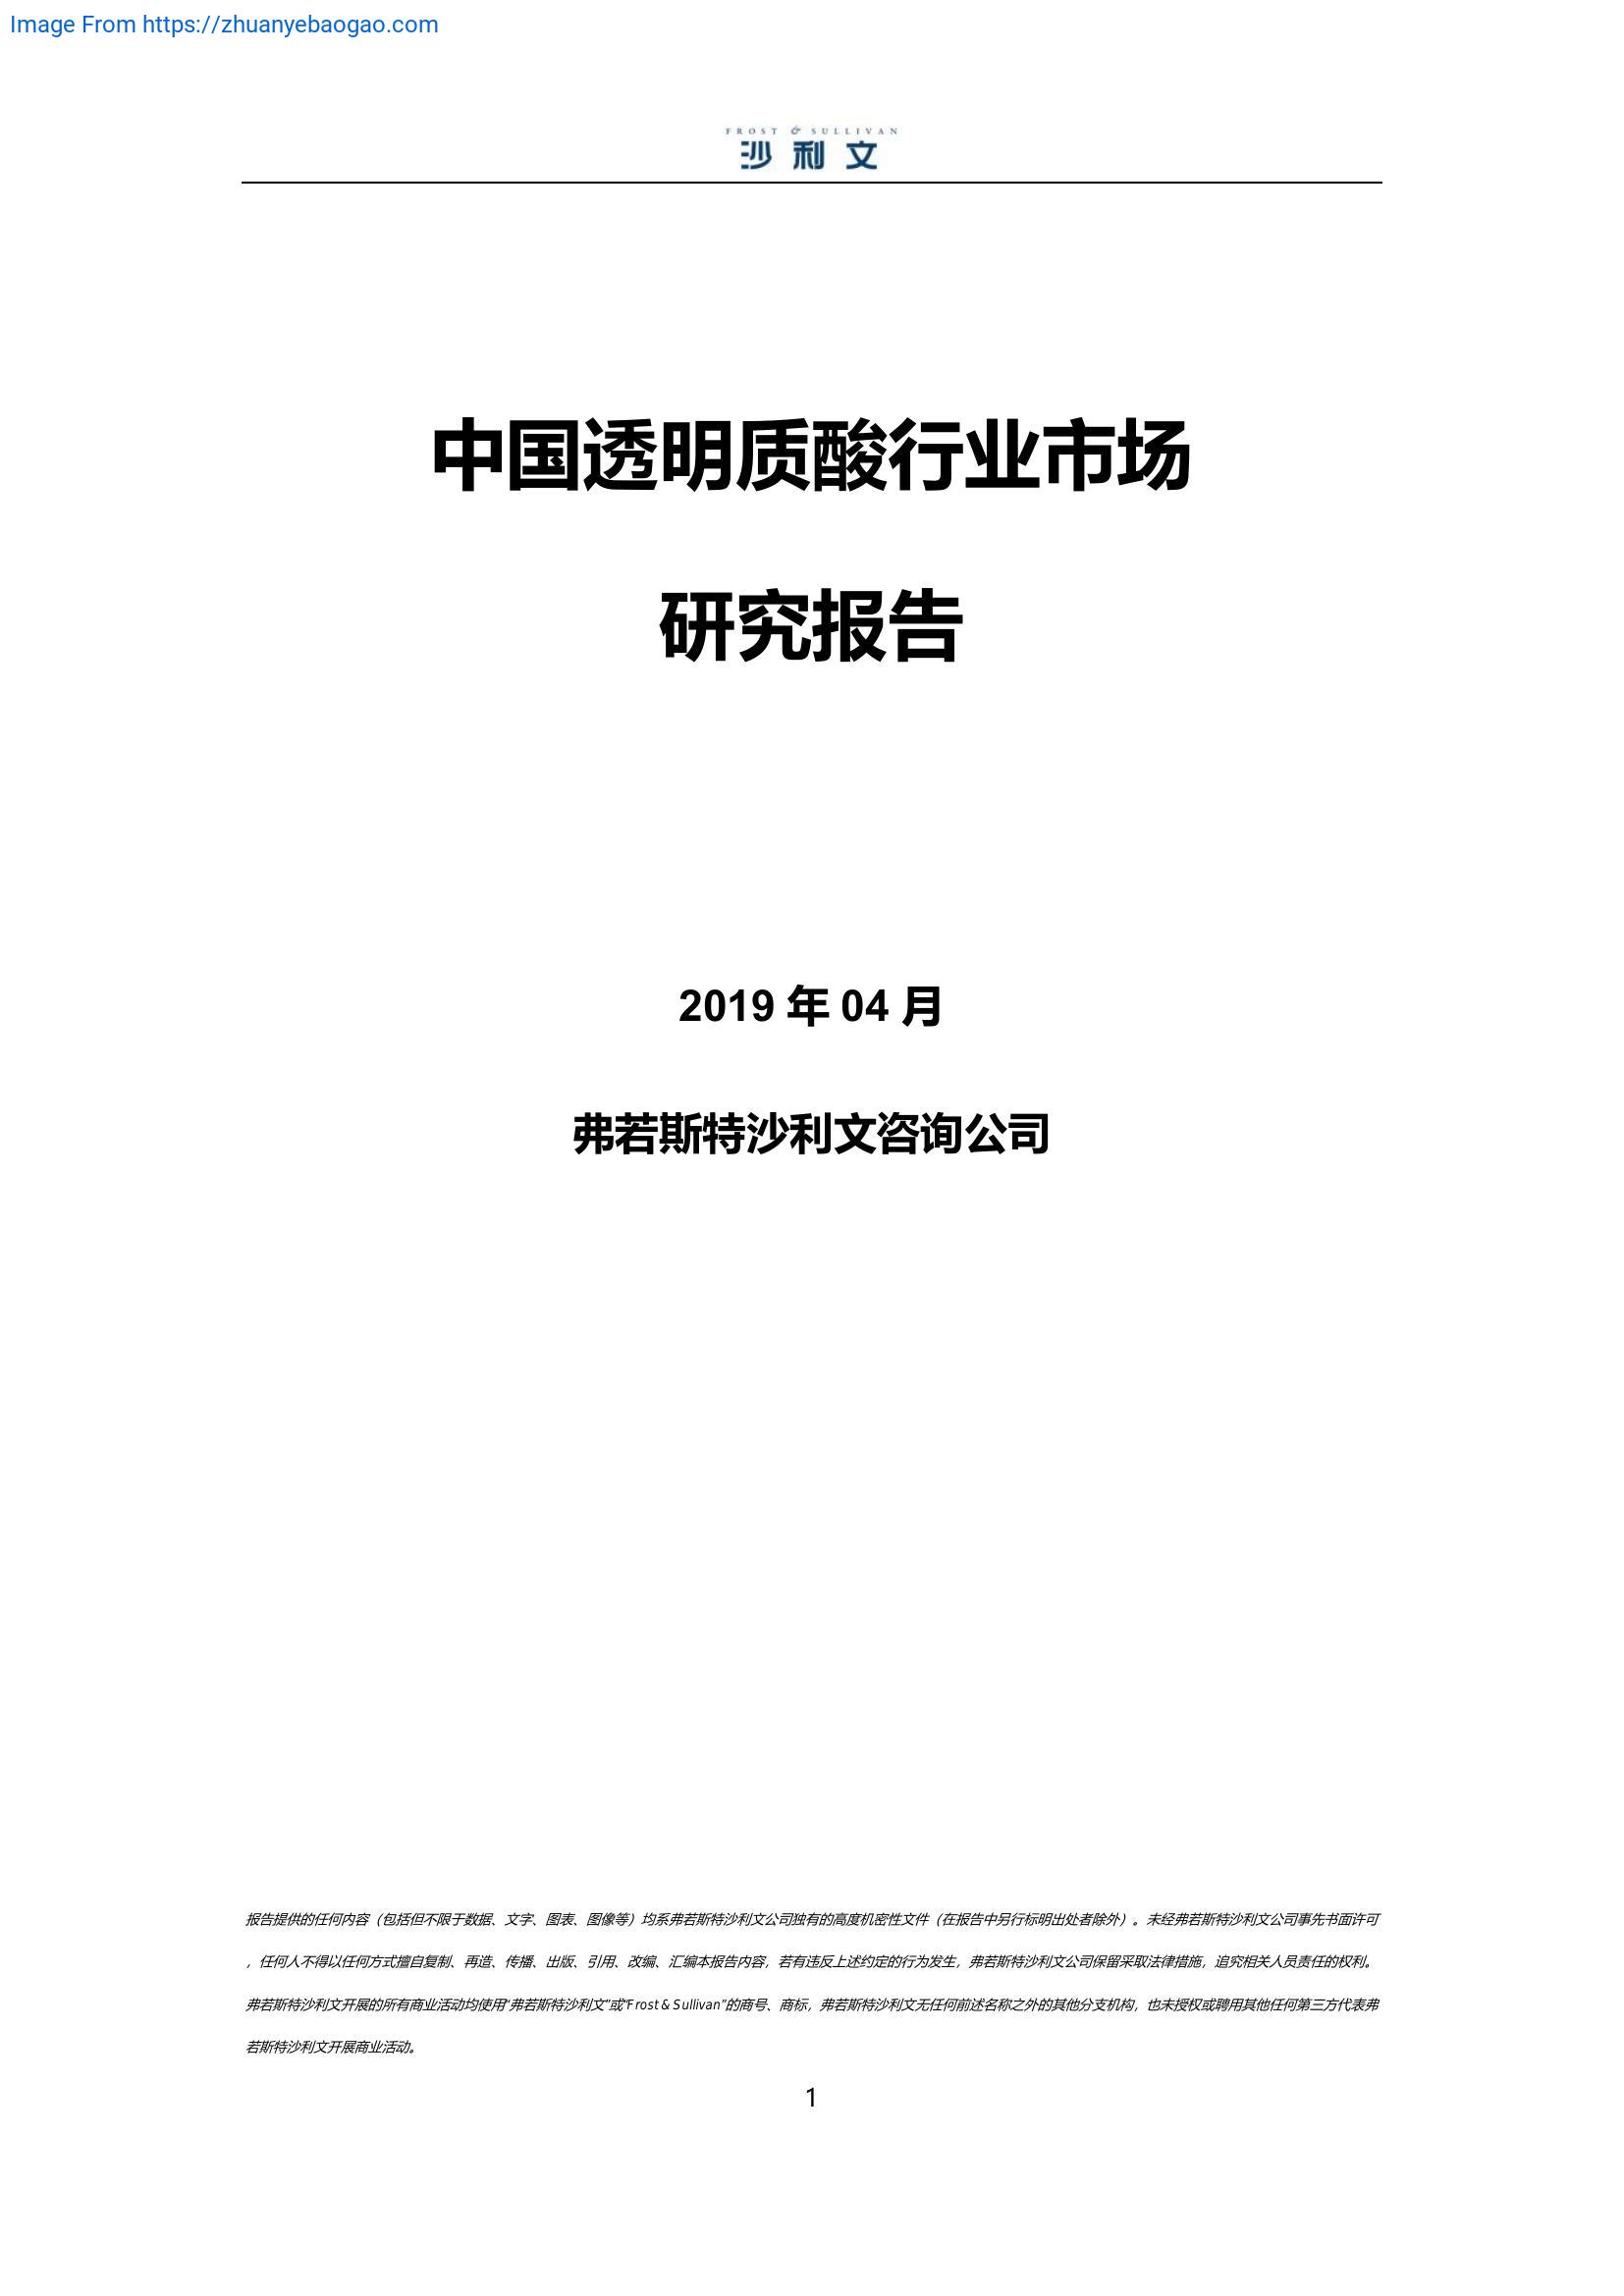 Image From https://zhuanyebaogao.com
FROST & SULLIVAN
沙利文
中国透明质酸行业市场
研究报告
2019 年 04 月
弗若斯特沙利文咨询公司
报告提供的任何内容（包括但不限于数据、文字、图表、图像等）均系弗若斯特沙利文公司独有的高度机密性文件（在报告中另行标明出处者除外）。未经弗若斯特沙利文公司事先书面许可
，任何人不得以任何方式擅自复制、再造、传播、出版、引用、改编、汇编本报告内容，若有违反上述约定的行为发生，弗若斯特沙利文公司保留采取法律措施，追究相关人员责任的权利。
弗若斯特沙利文开展的所有商业活动均使用“弗若斯特沙利文”或“Frost & Sullivan”的商号、商标，弗若斯特沙利文无任何前述名称之外的其他分支机构，也未授权或聘用其他任何第三方代表弗
若斯特沙利文开展商业活动。
1